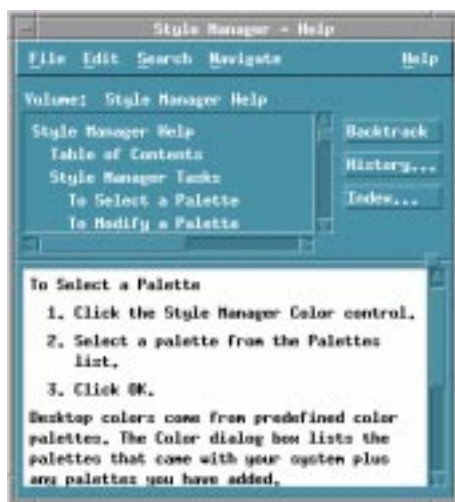 Style Manager - Help
File Edit Search Navigate Help
Volume: Style Manager Help
Style Manager Help
Table of Contents
Style Manager Tasks
To Select a Palette
To Modify a Palette
Backtrack
History...
Index...
To Select a Palette
1. Click the Style Manager Color control.
2. Select a palette from the Palettes
list.
3. Click OK.
Desktop colors come from predefined color
palettes. The Color dialog box lists the
palettes that came with your system plus
any palettes you have added.